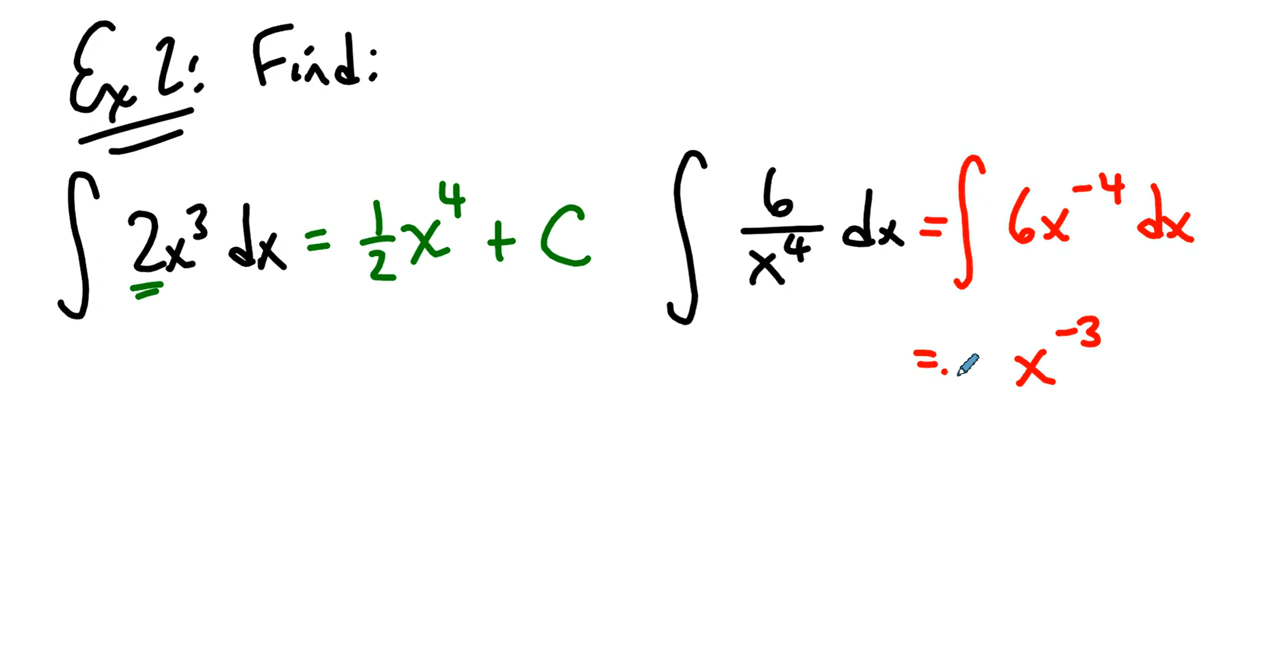 Ex 2: Find:
∫ 2x³ dx = ½x⁴ + C
∫ 6/x⁴ dx = ∫ 6x⁻⁴ dx
= x⁻³